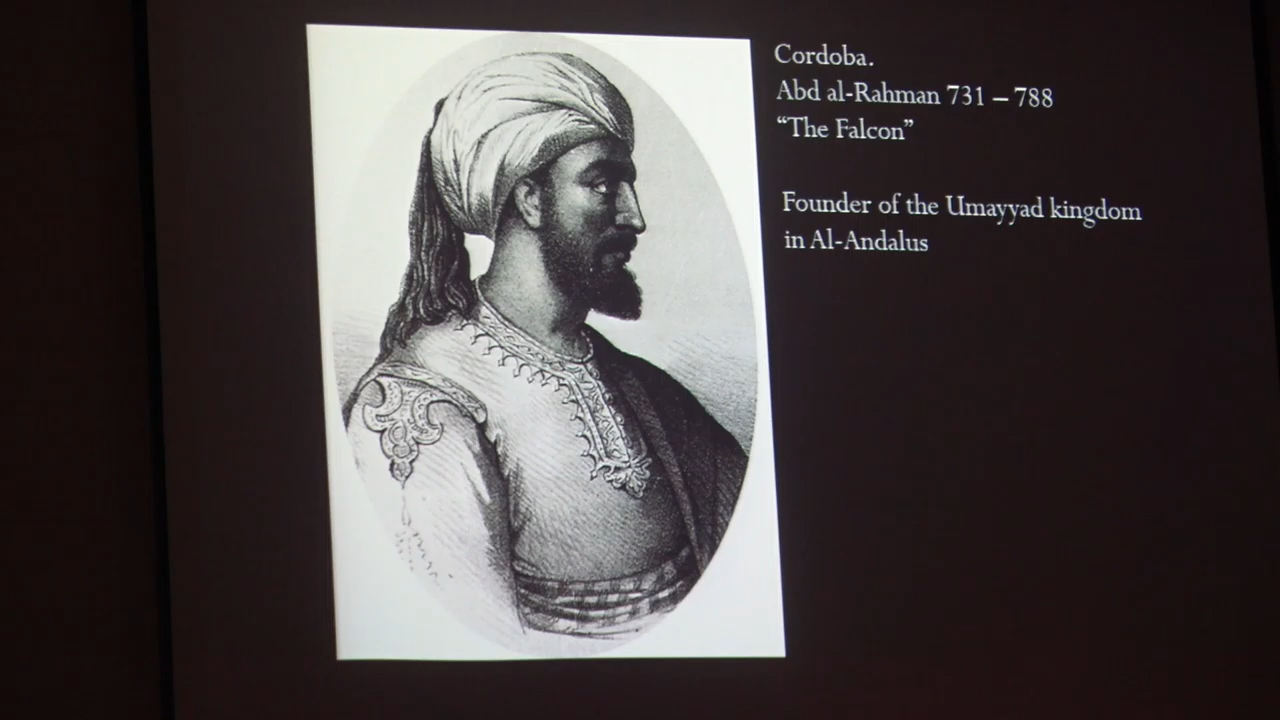 Cordoba.
Abd al-Rahman 731 – 788
“The Falcon”
Founder of the Umayyad kingdom
in Al-Andalus